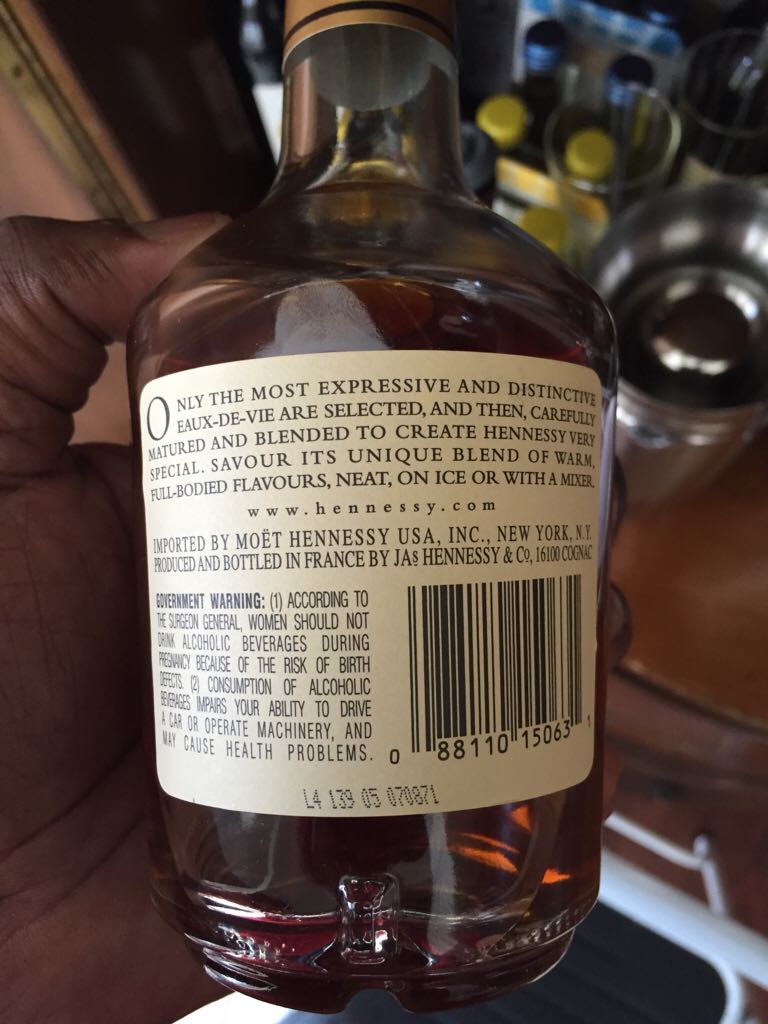 ONLY THE MOST EXPRESSIVE AND DISTINCTIVE
EAUX-DE-VIE ARE SELECTED, AND THEN, CAREFULLY
MATURED AND BLENDED TO CREATE HENNESSY VERY
SPECIAL. SAVOUR ITS UNIQUE BLEND OF WARM,
FULL-BODIED FLAVOURS, NEAT, ON ICE OR WITH A MIXER.
www.hennessy.com
IMPORTED BY MOËT HENNESSY USA, INC., NEW YORK, N.Y.
PRODUCED AND BOTTLED IN FRANCE BY JAs HENNESSY & Co, 16100 COGNAC
GOVERNMENT WARNING: (1) ACCORDING TO
THE SURGEON GENERAL, WOMEN SHOULD NOT
DRINK ALCOHOLIC BEVERAGES DURING
PREGNANCY BECAUSE OF THE RISK OF BIRTH
DEFECTS. (2) CONSUMPTION OF ALCOHOLIC
BEVERAGES IMPAIRS YOUR ABILITY TO DRIVE
A CAR OR OPERATE MACHINERY, AND
MAY CAUSE HEALTH PROBLEMS.
0 88110 15063 1
L4 139 05 070871